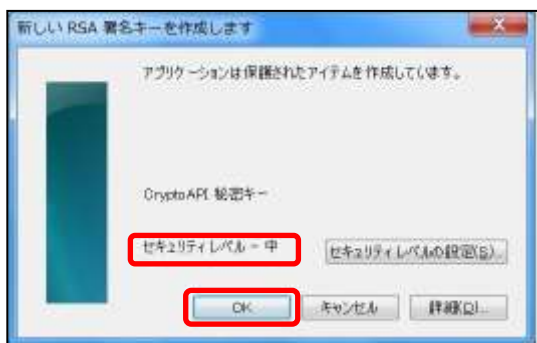 新しい RSA 署名キーを作成します
アプリケーションは保護されたアイテムを作成しています。
CryptoAPI 秘密キー
セキュリティ レベル - 中
セキュリティ レベルの設定(S)...
OK
キャンセル
詳細(D)...